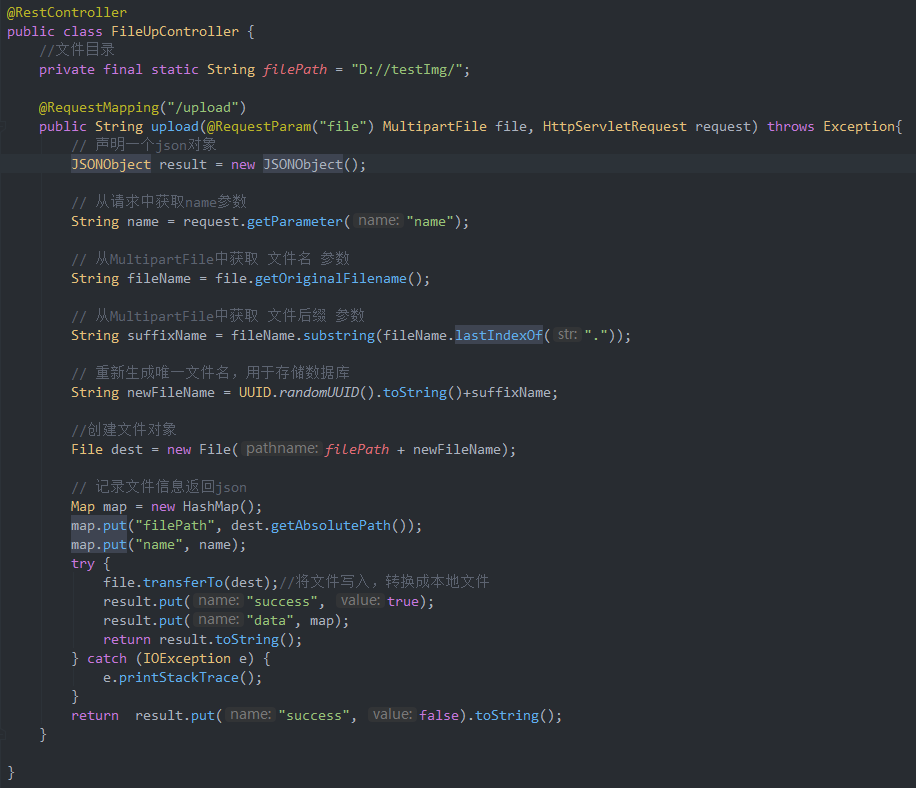 @RestController
public class FileUpController {
//文件目录
private final static String filePath = "D://testImg/";
@RequestMapping("/upload")
public String upload(@RequestParam("file") MultipartFile file, HttpServletRequest request) throws Exception{
// 声明一个json对象
JSONObject result = new JSONObject();
// 从请求中获取name参数
String name = request.getParameter( name: "name");
// 从MultipartFile中获取 文件名 参数
String fileName = file.getOriginalFilename();
// 从MultipartFile中获取 文件后缀 参数
String suffixName = fileName.substring(fileName.lastIndexOf( str: "."));
// 重新生成唯一文件名，用于存储数据库
String newFileName = UUID.randomUUID().toString()+suffixName;
//创建文件对象
File dest = new File( pathname: filePath + newFileName);
// 记录文件信息返回json
Map map = new HashMap();
map.put("filePath", dest.getAbsolutePath());
map.put("name", name);
try {
file.transferTo(dest);//将文件写入，转换成本地文件
result.put( name: "success", value: true);
result.put( name: "data", map);
return result.toString();
} catch (IOException e) {
e.printStackTrace();
}
return  result.put( name: "success", value: false).toString();
}
}